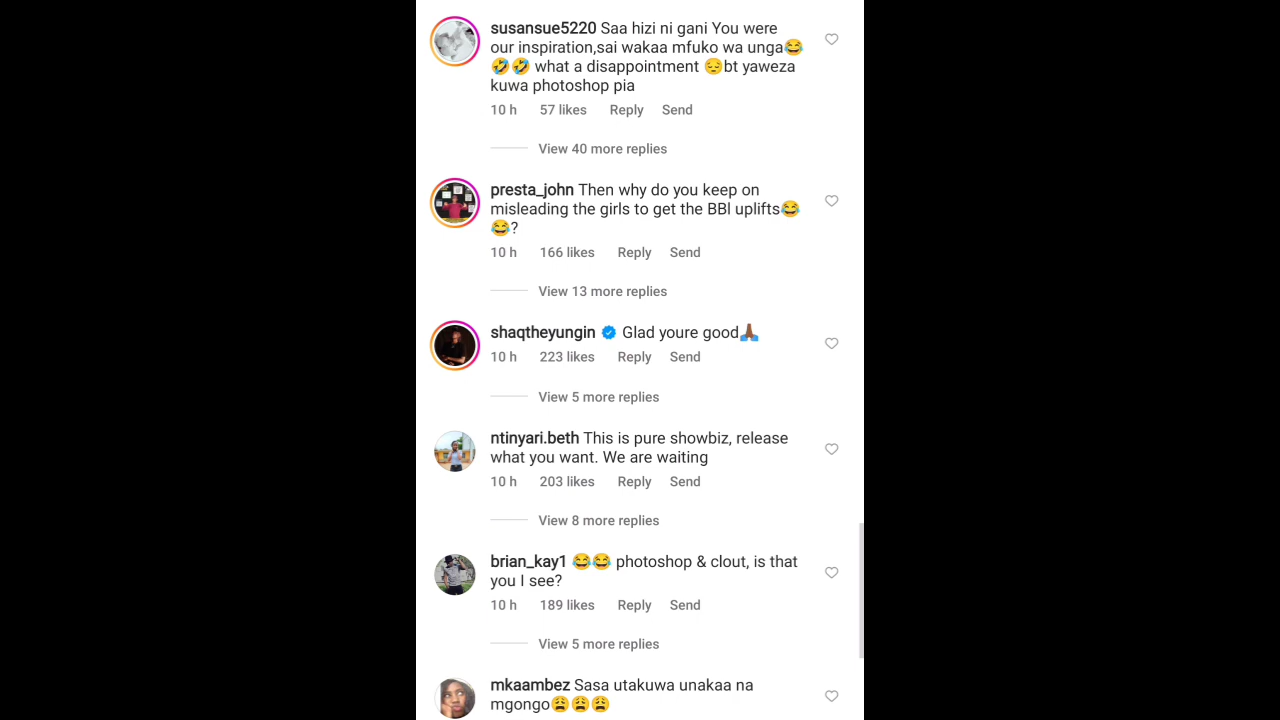 susansue5220 Saa hizi ni gani You were
our inspiration,sai wakaa mfuko wa unga😂
🤣🤣 what a disappointment 😔bt yaweza
kuwa photoshop pia
10 h 57 likes Reply Send
View 40 more replies
presta_john Then why do you keep on
misleading the girls to get the BBl uplifts😂
😂?
10 h 166 likes Reply Send
View 13 more replies
shaqtheyungin Glad youre good🙏🏾
10 h 223 likes Reply Send
View 5 more replies
ntinyari.beth This is pure showbiz, release
what you want. We are waiting
10 h 203 likes Reply Send
View 8 more replies
brian_kay1 😂😂 photoshop & clout, is that
you I see?
10 h 189 likes Reply Send
View 5 more replies
mkaambez Sasa utakuwa unakaa na
mgongo😩😩😩